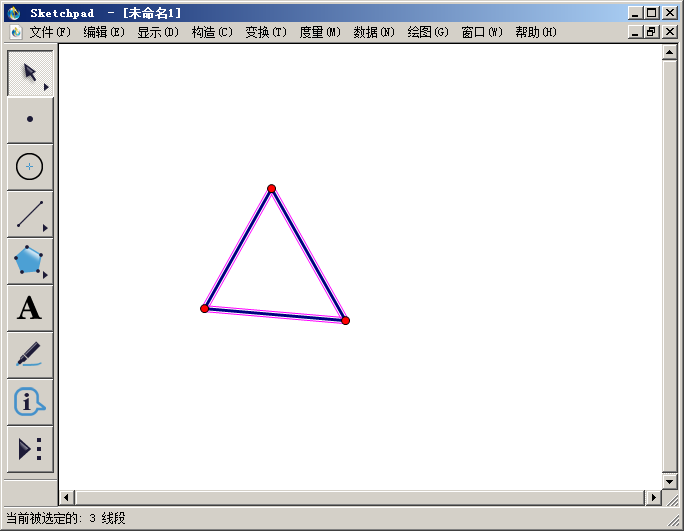 Sketchpad - [未命名1]
文件(F) 编辑(E) 显示(D) 构造(C) 变换(T) 度量(M) 数据(N) 绘图(G) 窗口(W) 帮助(H)
A
当前被选定的: 3 线段